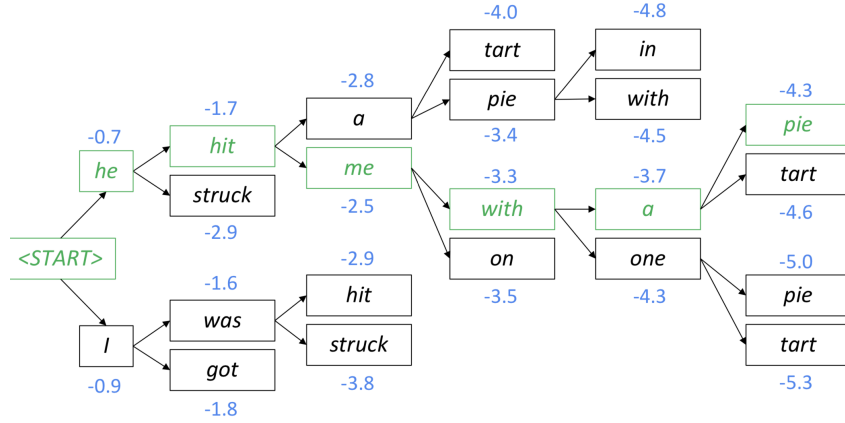 -4.0 -4.8
tart in
-2.8
-1.7 a pie with -4.3
-0.7 hit -3.4 -4.5 pie
he me -3.3 -3.7 tart
struck -2.5 with a -4.6
-2.9
<START> on one -5.0
-1.6 -2.9 -3.5 -4.3 pie
was hit
I struck tart
got -3.8 -5.3
-0.9
-1.8